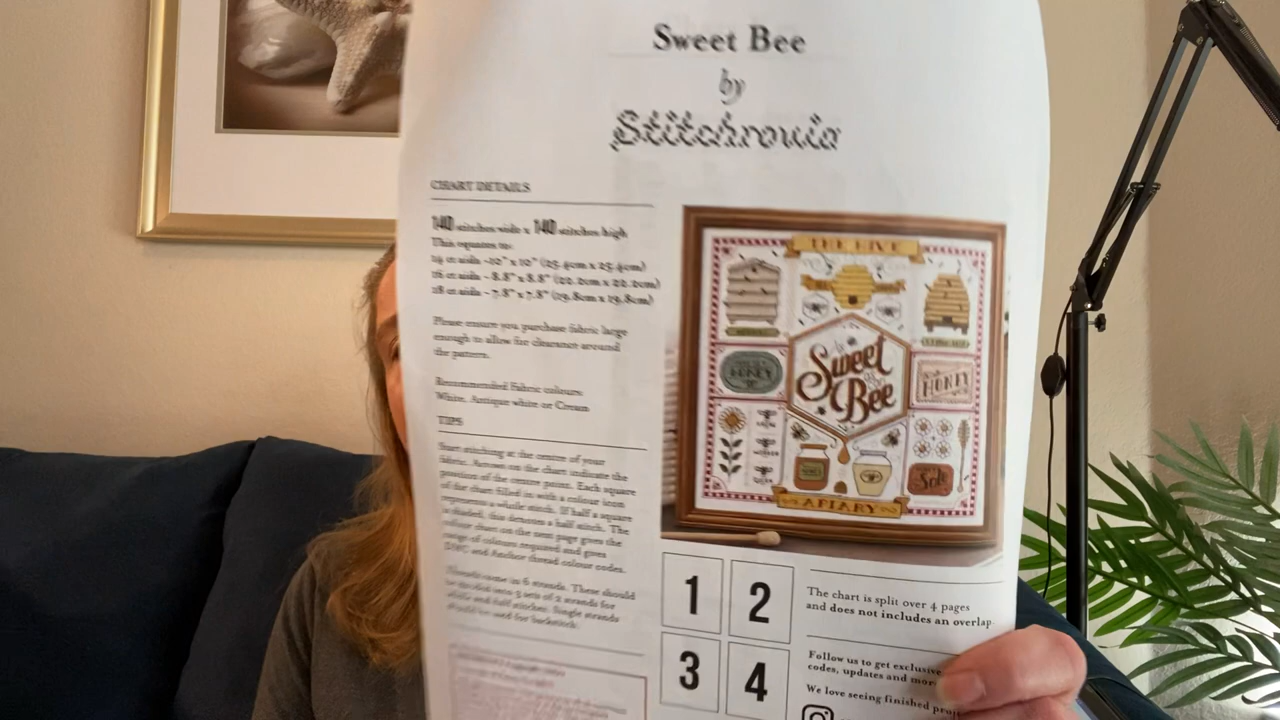 Sweet Bee
by
Stitchrovia
CHART DETAILS
140 stitches wide x 140 stitches high
This equates to:
14 ct aida - 10" x 10" (25.4cm x 25.4cm)
16 ct aida - 8.8" x 8.8" (22.2cm x 22.2cm)
18 ct aida - 7.8" x 7.8" (19.8cm x 19.8cm)
Please ensure you purchase fabric large
enough to allow for clearance around
the pattern.
Recommended Fabric colours:
White, Antique white or Cream
TIPS
Start stitching at the centre of your
fabric. Arrows on the chart indicate the
position of the centre point. Each square
of the chart filled in with a colour icon
represents a whole stitch. If half a square
is shaded, this denotes a half stitch. The
colour chart on the next page gives the
range of colours required and gives
DMC and Anchor thread colour codes.
Threads come in 6 strands. These should
be divided into 3 sets of 2 strands for
whole and half stitches. Single strands
should be used for backstitch.
THE HIVE
HONEY
Sweet
Bee
HONEY
QUEEN
Sole
APIARY
1 2
3 4
The chart is split over 4 pages
and does not includes an overlap.
Follow us to get exclusive
codes, updates and mor
We love seeing finished proj